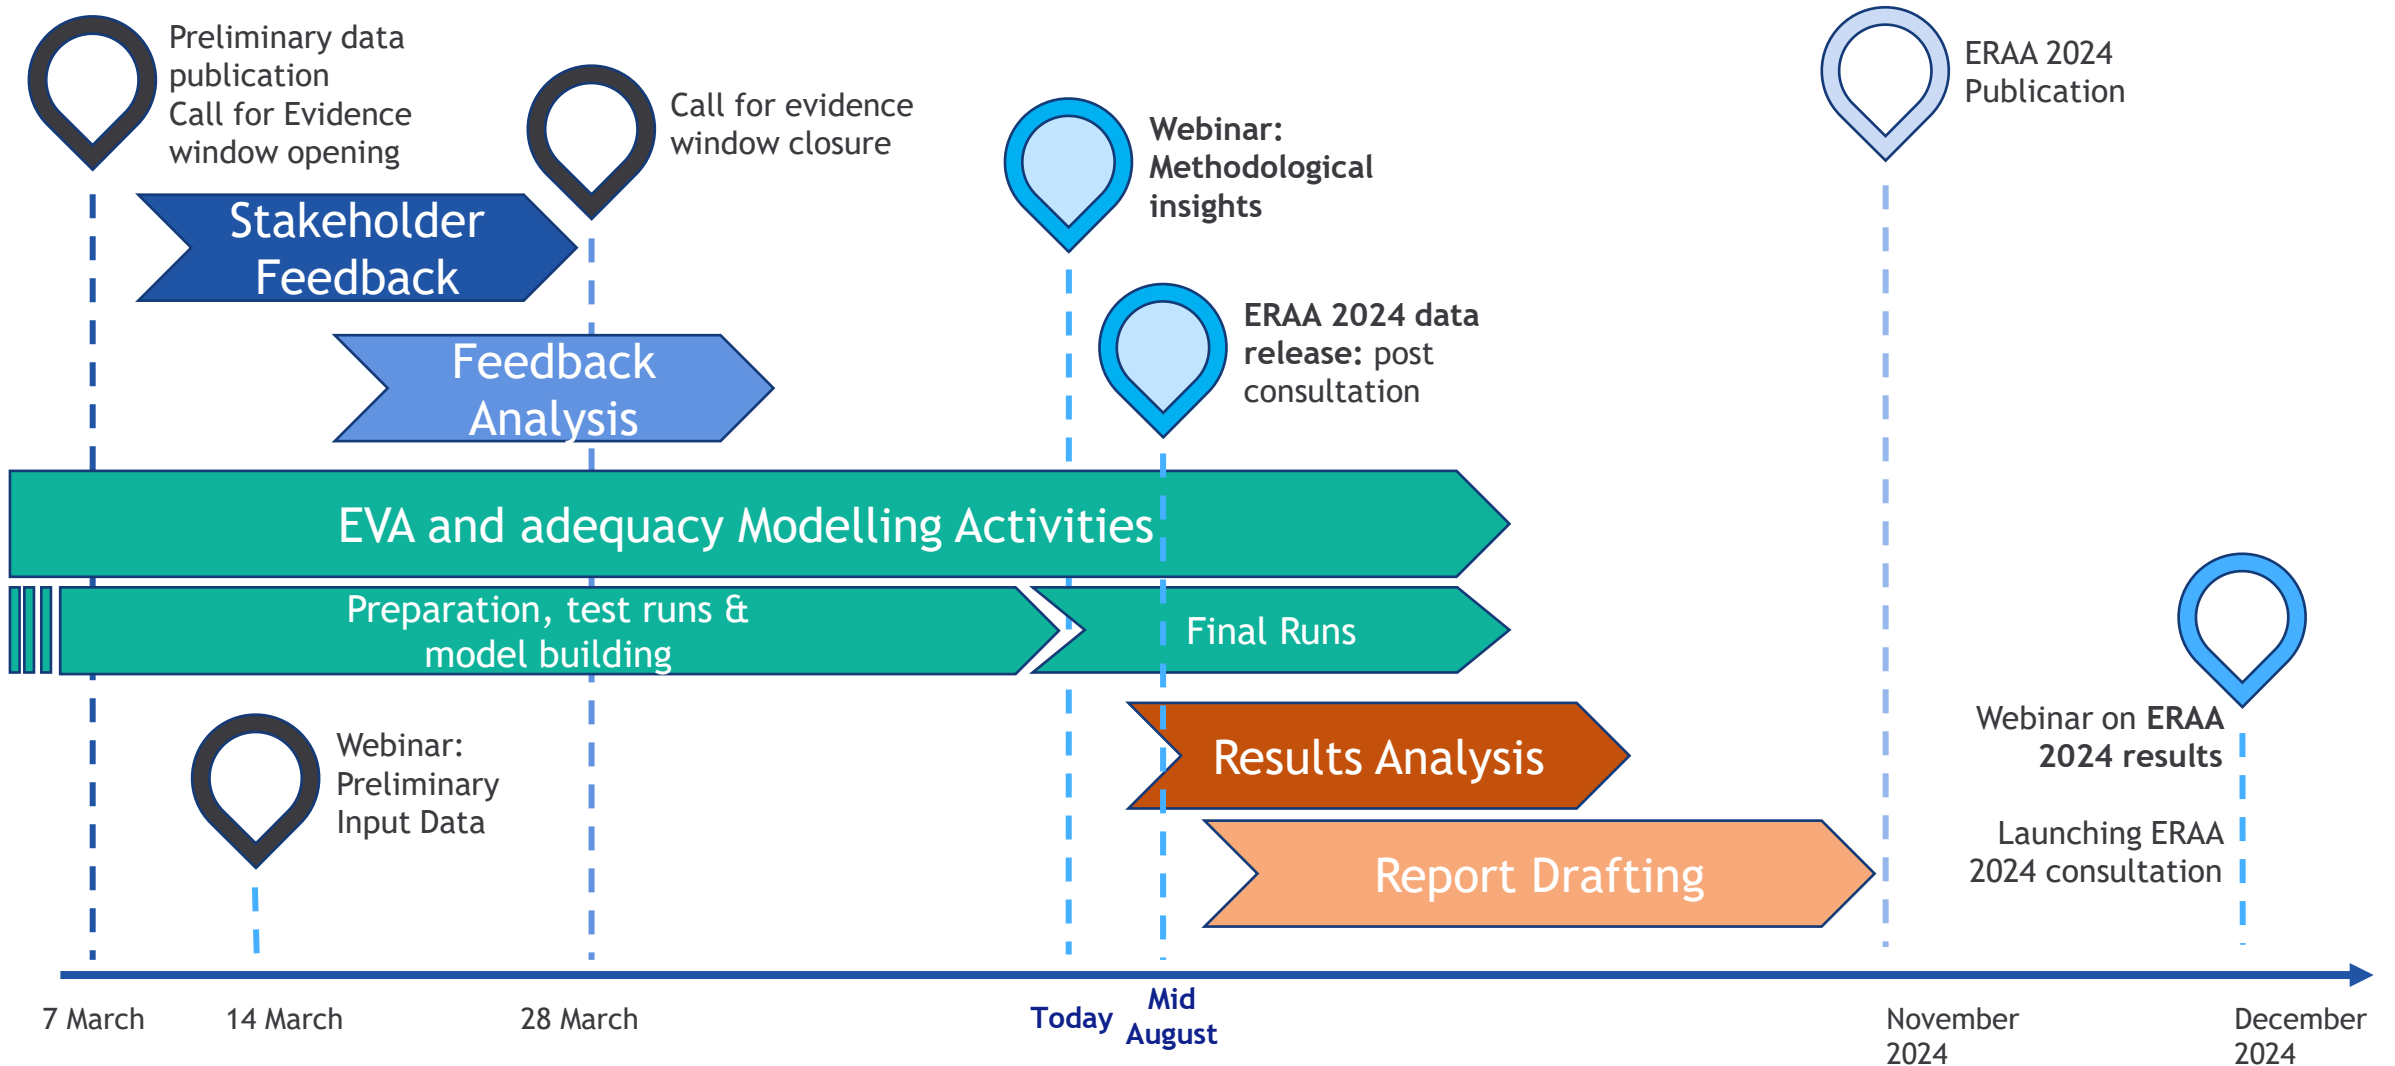 Preliminary data
publication
Call for Evidence
window opening
Call for evidence
window closure
Webinar:
Methodological
insights
ERAA 2024
Publication
Stakeholder
Feedback
ERAA 2024 data
release: post
consultation
Feedback
Analysis
EVA and adequacy Modelling Activities
Preparation, test runs &
model building
Final Runs
Webinar:
Preliminary
Input Data
Results Analysis
Webinar on ERAA
2024 results
Launching ERAA
2024 consultation
Report Drafting
7 March
14 March
28 March
Today
Mid
August
November
2024
December
2024